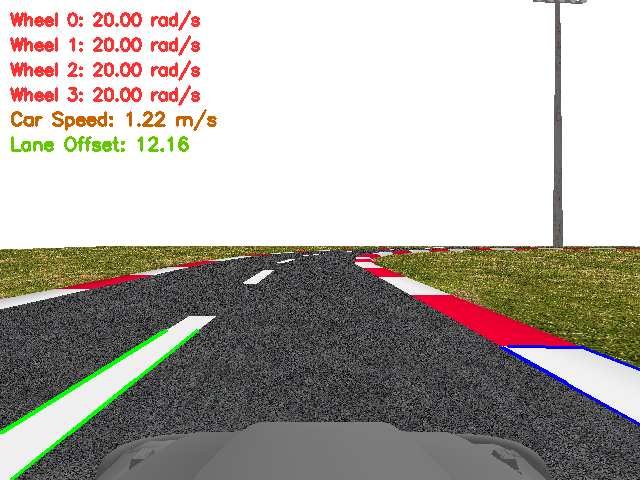 Wheel 0: 20.00 rad/s
Wheel 1: 20.00 rad/s
Wheel 2: 20.00 rad/s
Wheel 3: 20.00 rad/s
Car Speed: 1.22 m/s
Lane Offset: 12.16